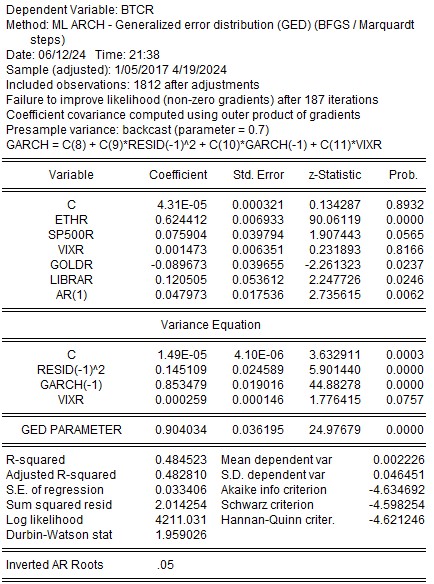 Dependent Variable: BTCR
Method: ML ARCH - Generalized error distribution (GED) (BFGS / Marquardt
steps)
Date: 06/12/24 Time: 21:38
Sample (adjusted): 1/05/2017 4/19/2024
Included observations: 1812 after adjustments
Failure to improve likelihood (non-zero gradients) after 187 iterations
Coefficient covariance computed using outer product of gradients
Presample variance: backcast (parameter = 0.7)
GARCH = C(8) + C(9)*RESID(-1)^2 + C(10)*GARCH(-1) + C(11)*VIXR
Variable Coefficient Std. Error z-Statistic Prob.
C 4.31E-05 0.000321 0.134287 0.8932
ETHR 0.624412 0.006933 90.06119 0.0000
SP500R 0.075904 0.039794 1.907443 0.0565
VIXR 0.001473 0.006351 0.231893 0.8166
GOLDR -0.089673 0.039655 -2.261323 0.0237
LIBRAR 0.120505 0.053612 2.247726 0.0246
AR(1) 0.047973 0.017536 2.735615 0.0062
Variance Equation
C 1.49E-05 4.10E-06 3.632911 0.0003
RESID(-1)^2 0.145109 0.024589 5.901440 0.0000
GARCH(-1) 0.853479 0.019016 44.88278 0.0000
VIXR 0.000259 0.000146 1.776415 0.0757
GED PARAMETER 0.904034 0.036195 24.97679 0.0000
R-squared 0.484523 Mean dependent var 0.002226
Adjusted R-squared 0.482810 S.D. dependent var 0.046451
S.E. of regression 0.033406 Akaike info criterion -4.634692
Sum squared resid 2.014254 Schwarz criterion -4.598254
Log likelihood 4211.031 Hannan-Quinn criter. -4.621246
Durbin-Watson stat 1.959026
Inverted AR Roots .05